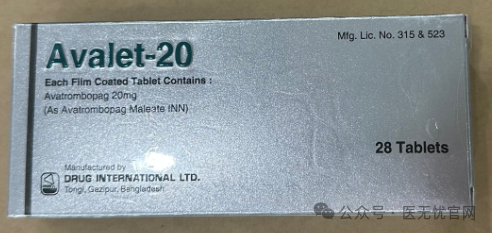 Mfg. Lic. No. 315 & 523
Avalet-20
Each Film Coated Tablet Contains :
Avatrombopag 20mg
(As Avatrombopag Maleate INN)
28 Tablets
Manufactured by
DRUG INTERNATIONAL LTD.
Tongi, Gazipur, Bangladesh
公众号·医无忧官网